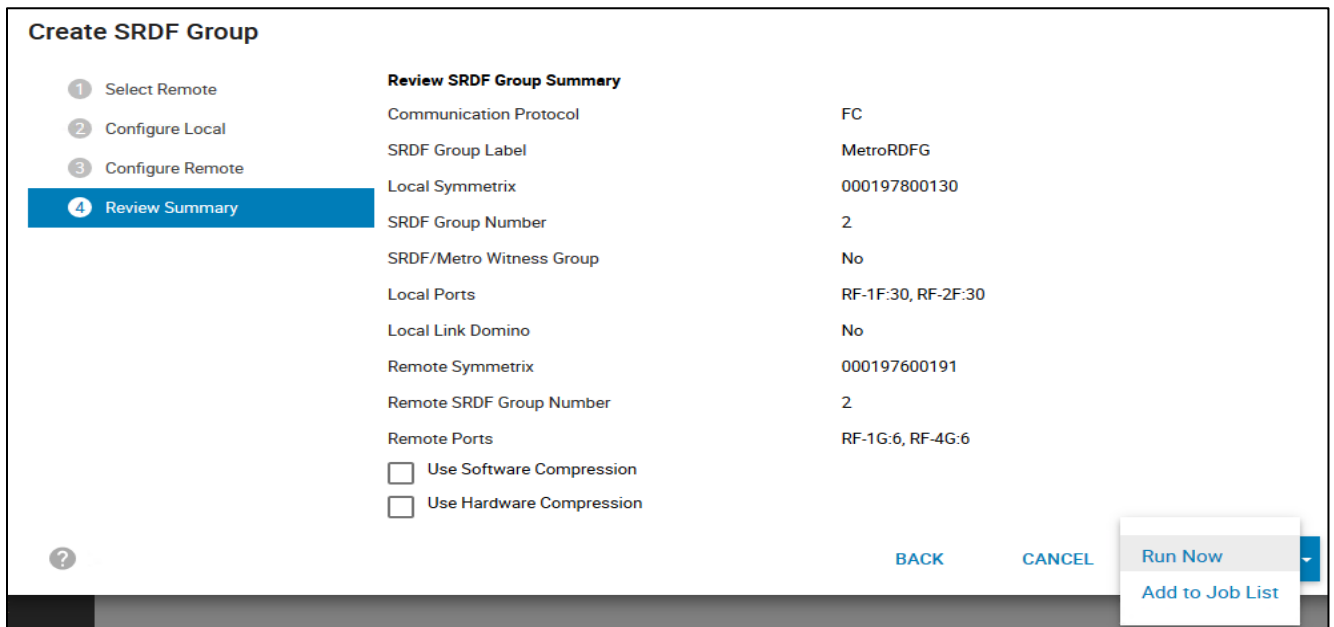 Create SRDF Group
1 Select Remote
2 Configure Local
3 Configure Remote
4 Review Summary
Review SRDF Group Summary
Communication Protocol FC
SRDF Group Label MetroRDFG
Local Symmetrix 000197800130
SRDF Group Number 2
SRDF/Metro Witness Group No
Local Ports RF-1F:30, RF-2F:30
Local Link Domino No
Remote Symmetrix 000197600191
Remote SRDF Group Number 2
Remote Ports RF-1G:6, RF-4G:6
Use Software Compression
Use Hardware Compression
? BACK CANCEL Run Now
Add to Job List